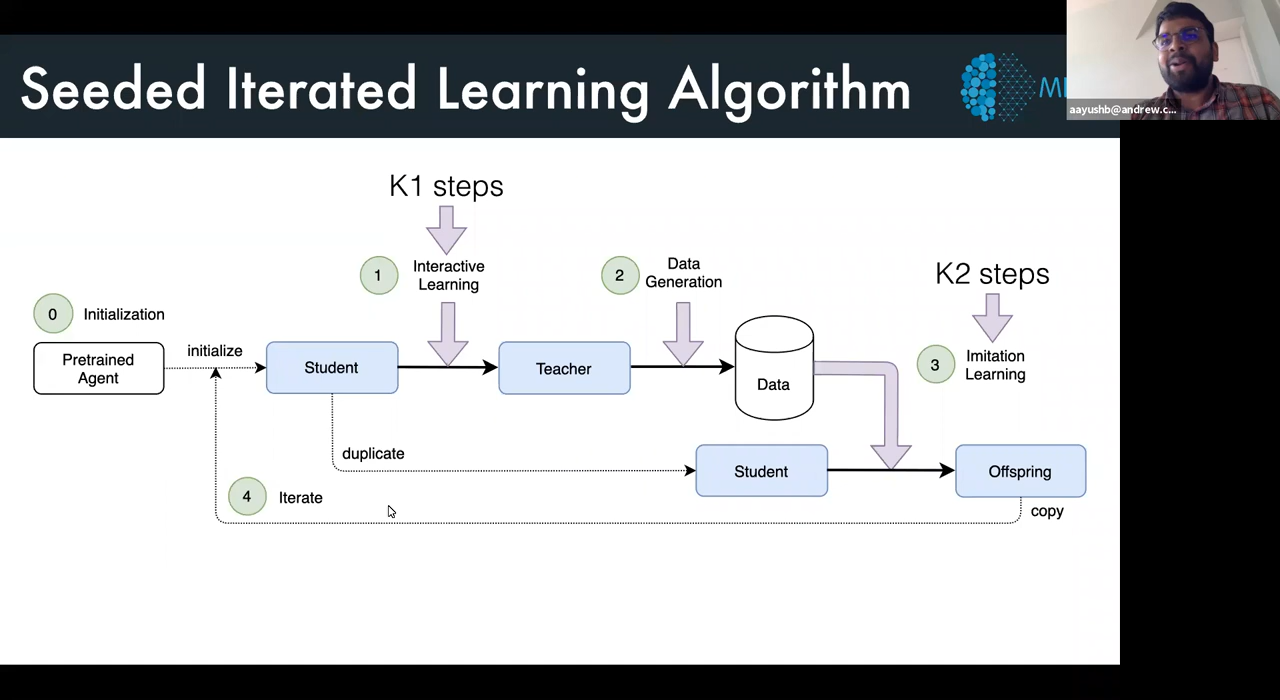 Seeded Iterated Learning Algorithm
aayushb@andrew.c...
K1 steps
1
Interactive
Learning
2
Data
Generation
K2 steps
0
Initialization
3
Imitation
Learning
Pretrained
Agent
initialize
Student
Teacher
Data
duplicate
Student
Offspring
4
Iterate
copy